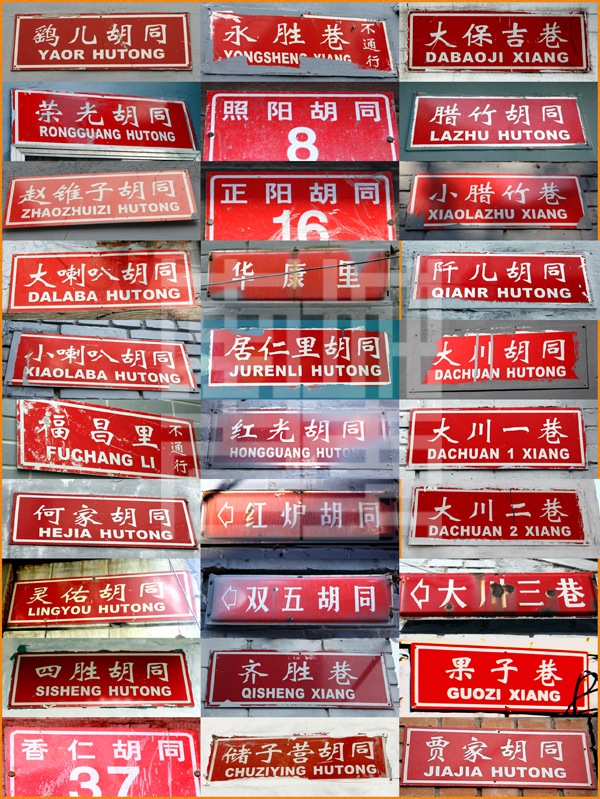 鹞儿胡同
YAOR HUTONG
永胜巷
不通行
YONGSHENG XIANG
大保吉巷
DABAOJI XIANG
荣光胡同
RONGGUANG HUTONG
照阳胡同
8
腊竹胡同
LAZHU HUTONG
赵锥子胡同
ZHAOZHUIZI HUTONG
正阳胡同
16
小腊竹巷
XIAOLAZHU XIANG
大喇叭胡同
DALABA HUTONG
华康里
阡儿胡同
QIANR HUTONG
小喇叭胡同
XIAOLABA HUTONG
居仁里胡同
JURENLI HUTONG
大川胡同
DACHUAN HUTONG
福昌里
不通行
FUCHANG LI
红光胡同
HONGGUANG HUTONG
大川一巷
DACHUAN 1 XIANG
何家胡同
HEJIA HUTONG
红炉胡同
大川二巷
DACHUAN 2 XIANG
灵佑胡同
LINGYOU HUTONG
双五胡同
大川三巷
四胜胡同
SISHENG HUTONG
齐胜巷
QISHENG XIANG
果子巷
GUOZI XIANG
香仁胡同
37
储子营胡同
CHUZIYING HUTONG
贾家胡同
JIAJIA HUTONG